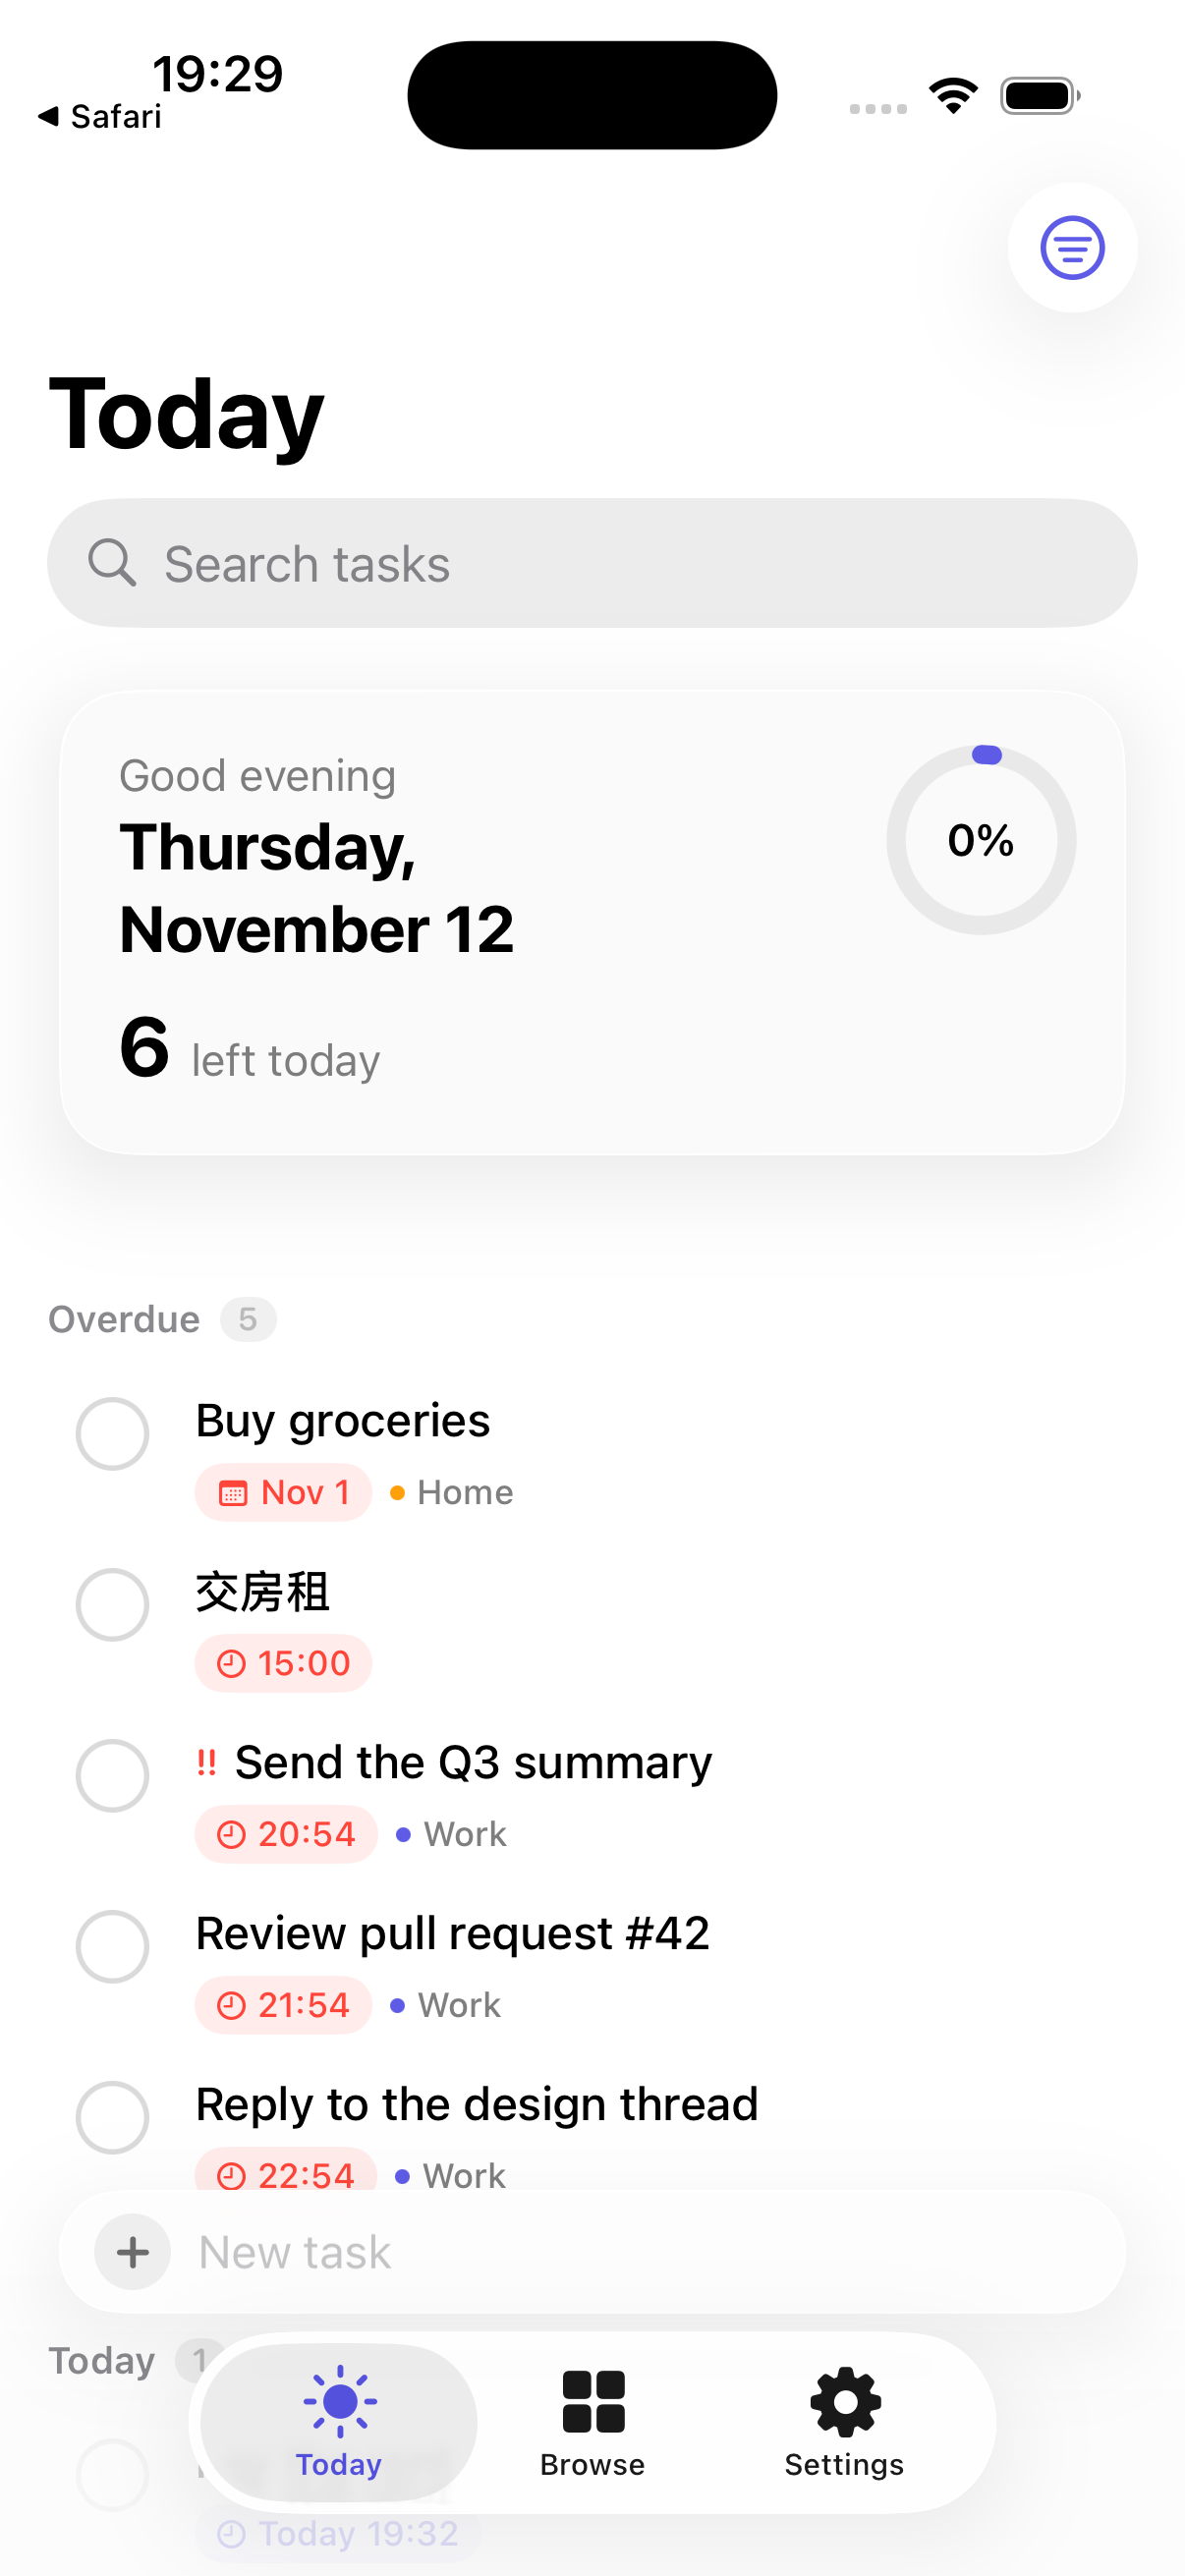 19:29
Safari
Today
Search tasks
Good evening
Thursday,
November 12
0%
6 left today
Overdue 5
Buy groceries
Nov 1 Home
交房租
15:00
!! Send the Q3 summary
20:54 Work
Review pull request #42
21:54 Work
Reply to the design thread
22:54 Work
New task
Today 1
Today 19:32
Today Browse Settings